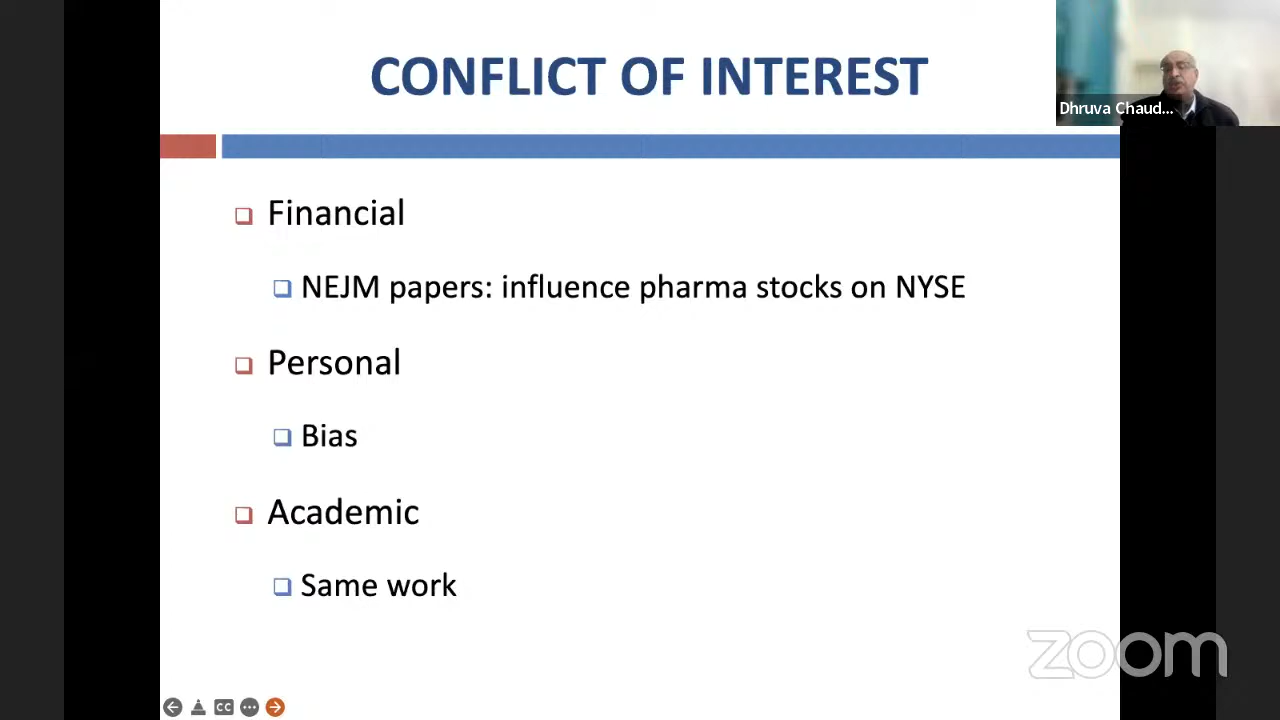 CONFLICT OF INTEREST
Dhruva Chaud...
Financial
NEJM papers: influence pharma stocks on NYSE
Personal
Bias
Academic
Same work
zoom
CC